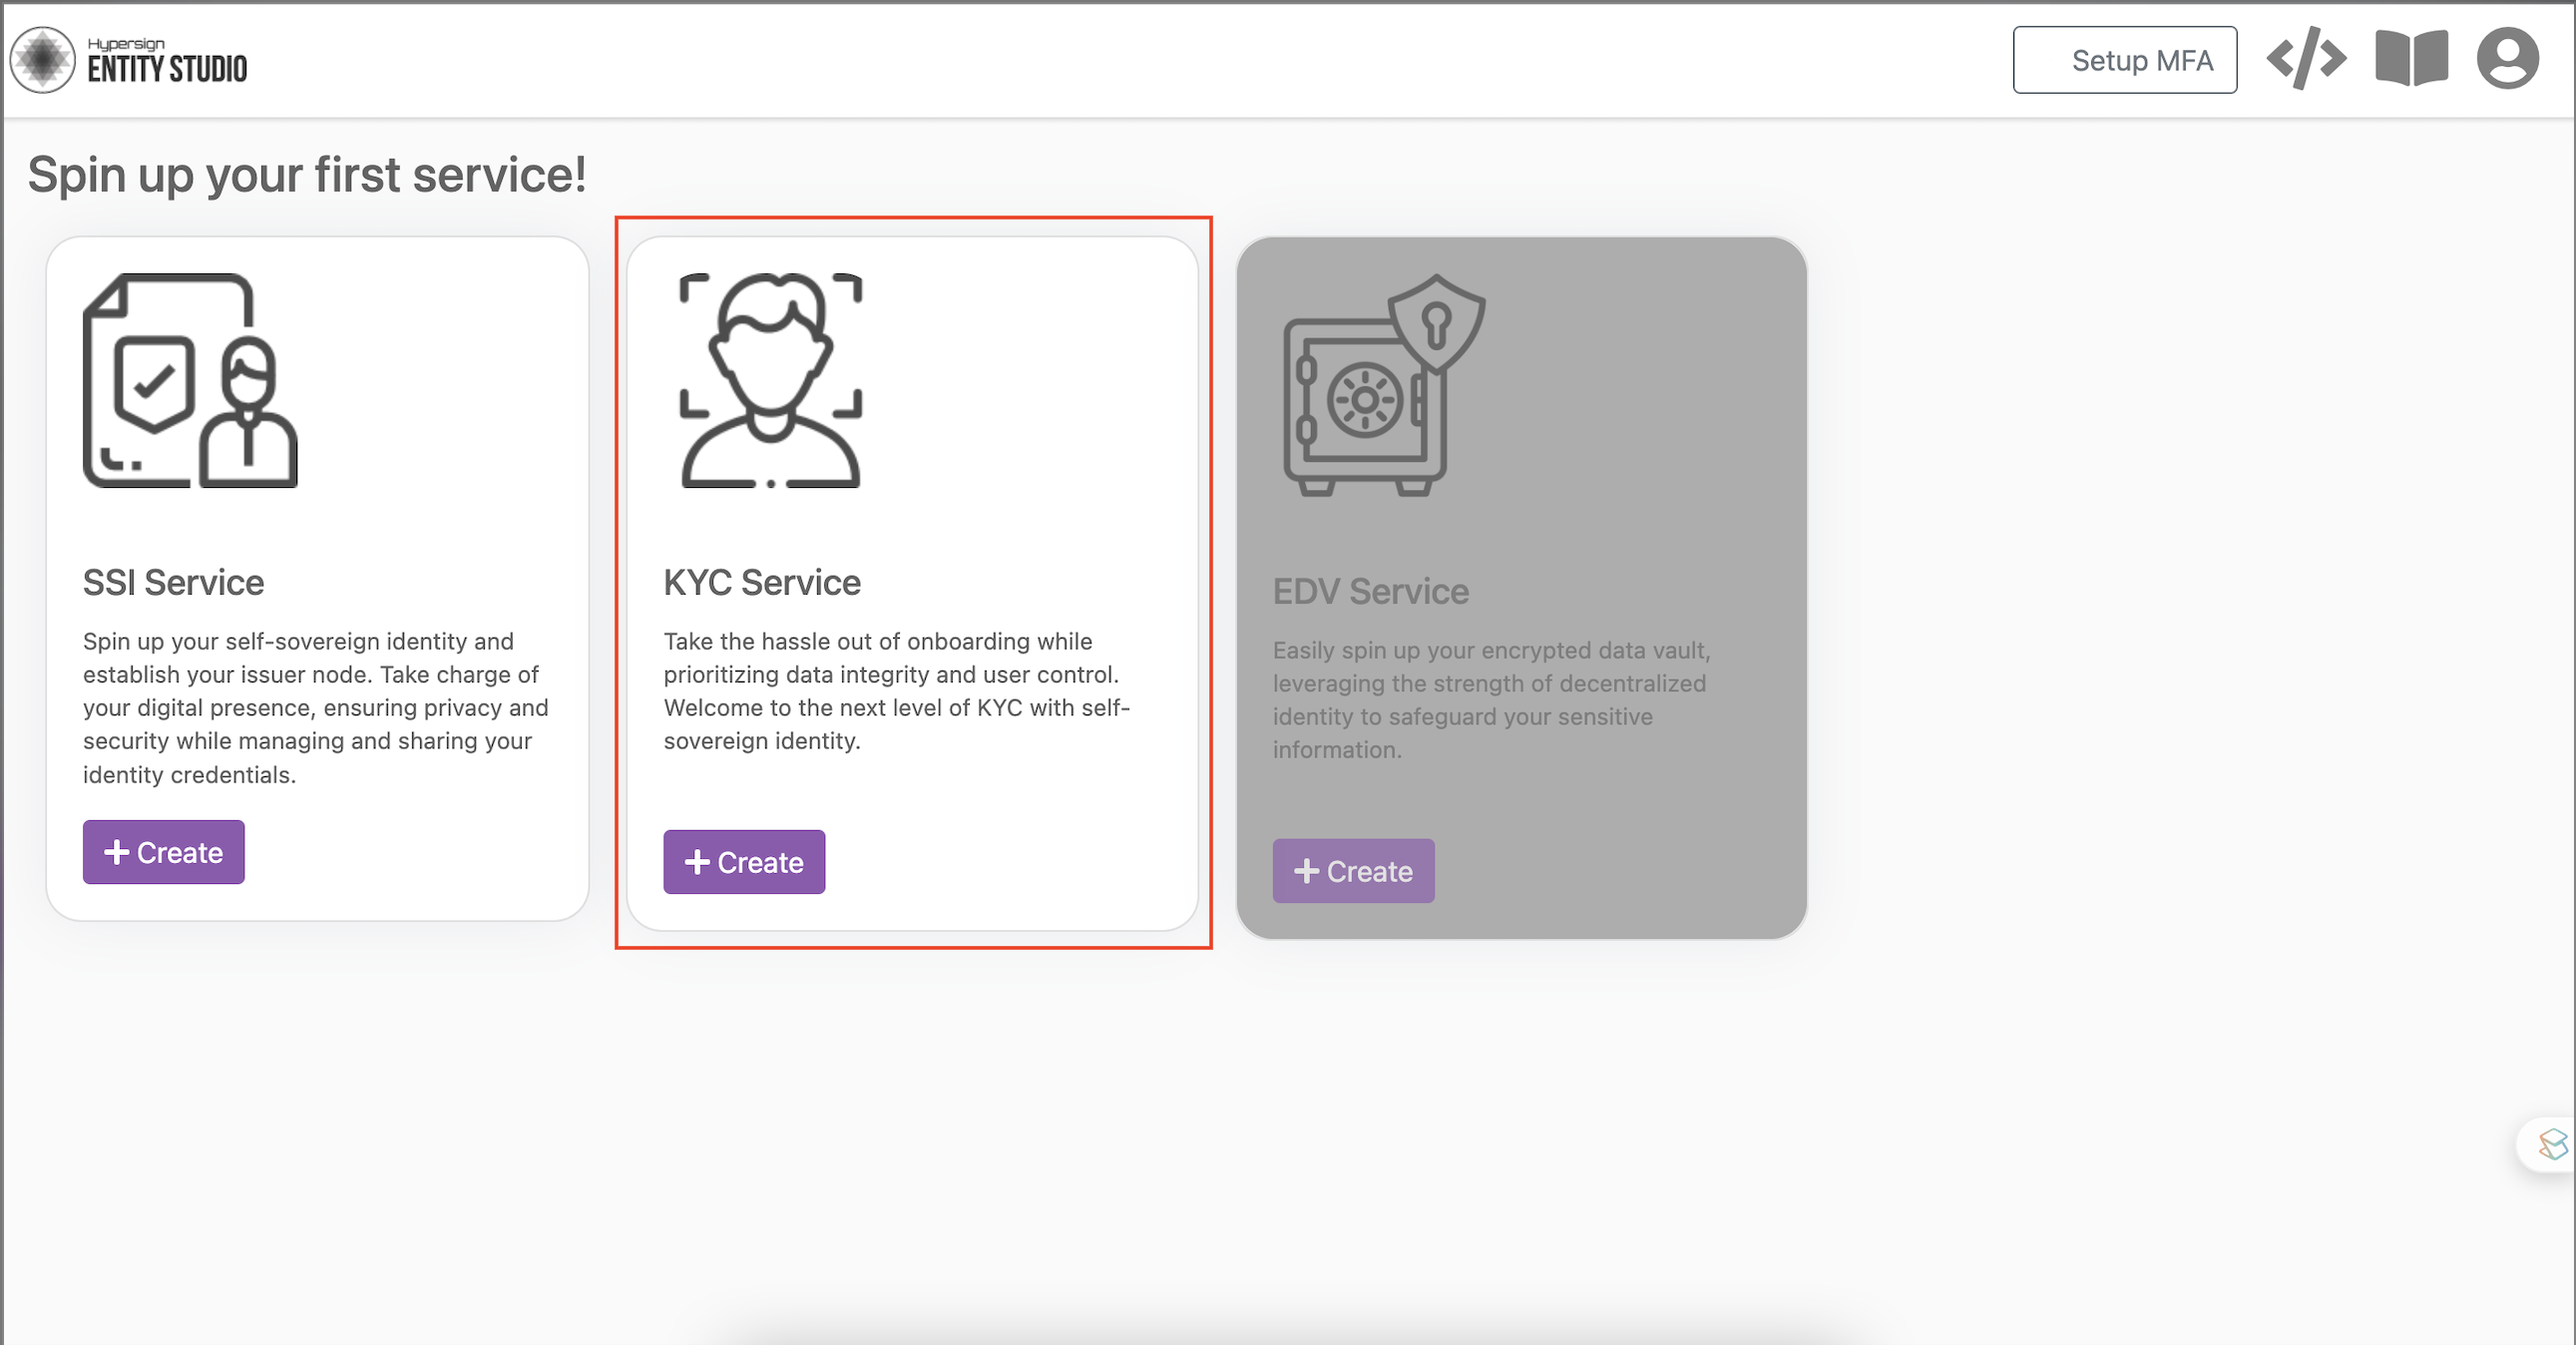 Hypersign
ENTITY STUDIO
Setup MFA
Spin up your first service!
SSI Service
Spin up your self-sovereign identity and
establish your issuer node. Take charge of
your digital presence, ensuring privacy and
security while managing and sharing your
identity credentials.
Create
KYC Service
Take the hassle out of onboarding while
prioritizing data integrity and user control.
Welcome to the next level of KYC with self-
sovereign identity.
Create
EDV Service
Easily spin up your encrypted data vault,
leveraging the strength of decentralized
identity to safeguard your sensitive
information.
Create